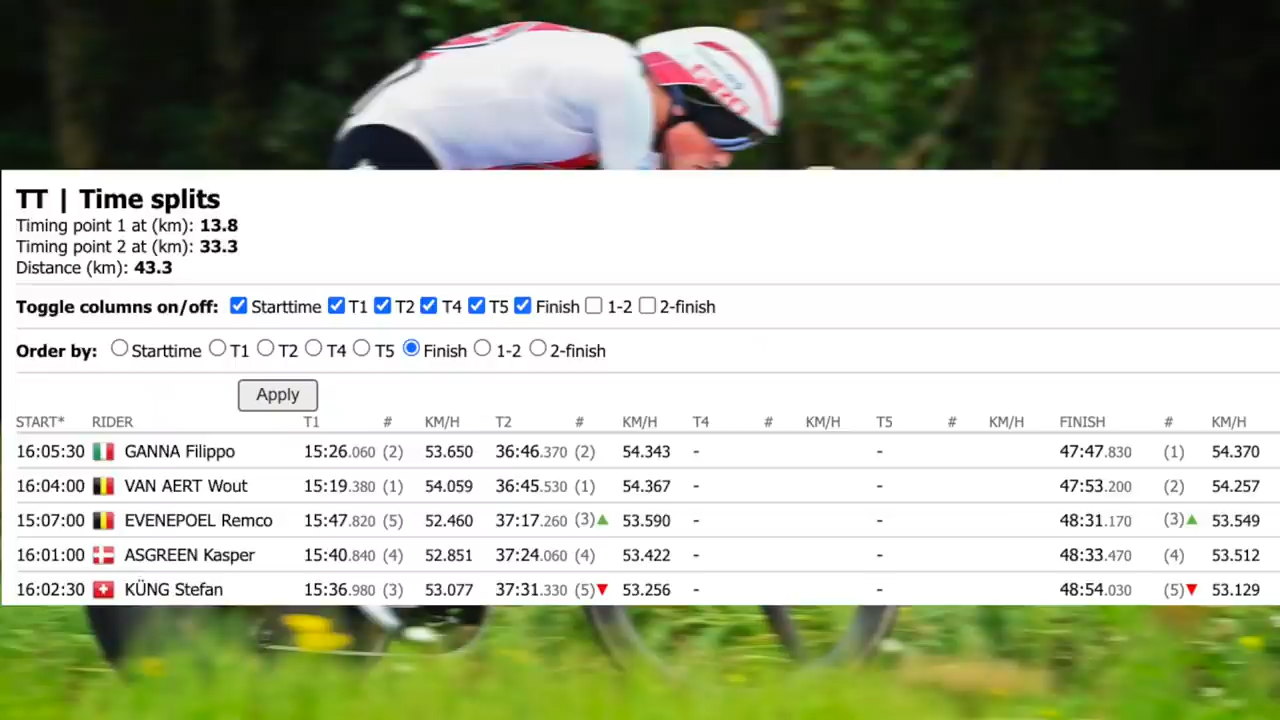 GIRO
TT | Time splits
Timing point 1 at (km): 13.8
Timing point 2 at (km): 33.3
Distance (km): 43.3
Toggle columns on/off: Starttime T1 T2 T4 T5 Finish 1-2 2-finish
Order by: Starttime T1 T2 T4 T5 Finish 1-2 2-finish
Apply
START* RIDER T1 # KM/H T2 # KM/H T4 # KM/H T5 # KM/H FINISH # KM/H
16:05:30 GANNA Filippo 15:26.060 (2) 53.650 36:46.370 (2) 54.343 - - 47:47.830 (1) 54.370
16:04:00 VAN AERT Wout 15:19.380 (1) 54.059 36:45.530 (1) 54.367 - - 47:53.200 (2) 54.257
15:07:00 EVENEPOEL Remco 15:47.820 (5) 52.460 37:17.260 (3)▲ 53.590 - - 48:31.170 (3)▲ 53.549
16:01:00 ASGREEN Kasper 15:40.840 (4) 52.851 37:24.060 (4) 53.422 - - 48:33.470 (4) 53.512
16:02:30 KÜNG Stefan 15:36.980 (3) 53.077 37:31.330 (5)▼ 53.256 - - 48:54.030 (5)▼ 53.129